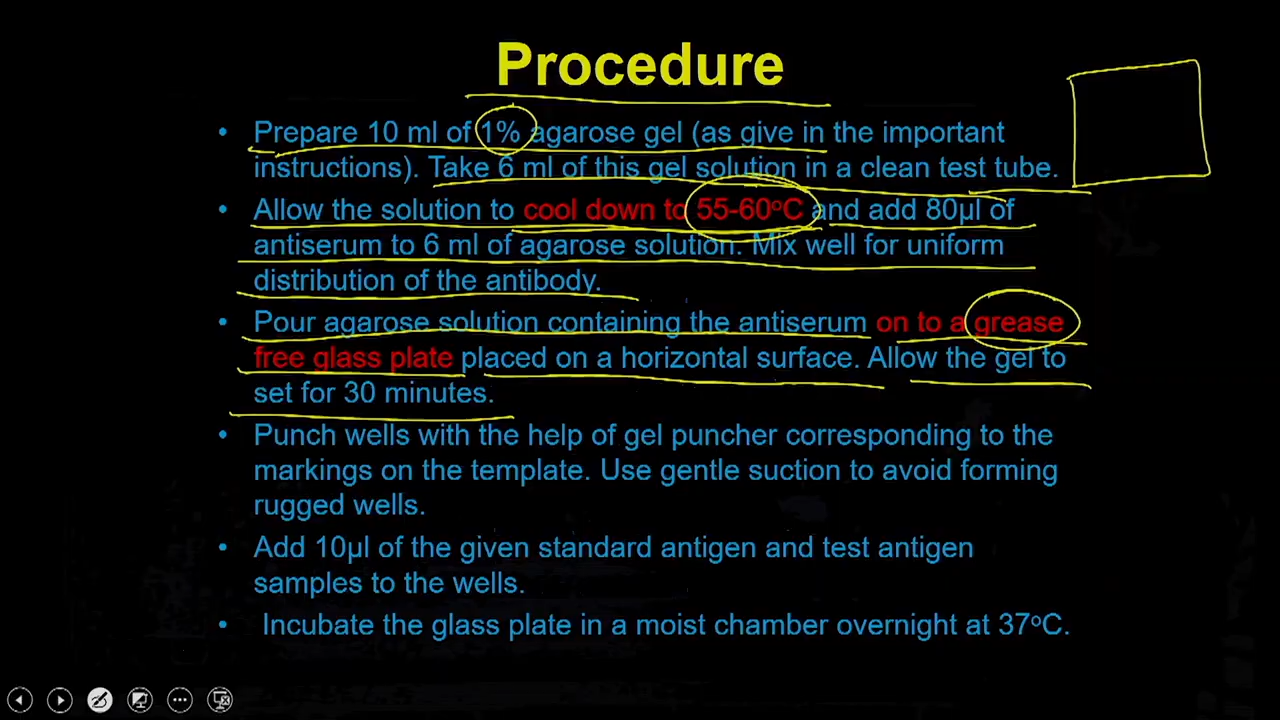 Procedure
• Prepare 10 ml of 1% agarose gel (as give in the important
instructions). Take 6 ml of this gel solution in a clean test tube.
• Allow the solution to cool down to 55-60°C and add 80µl of
antiserum to 6 ml of agarose solution. Mix well for uniform
distribution of the antibody.
• Pour agarose solution containing the antiserum on to a grease
free glass plate placed on a horizontal surface. Allow the gel to
set for 30 minutes.
• Punch wells with the help of gel puncher corresponding to the
markings on the template. Use gentle suction to avoid forming
rugged wells.
• Add 10µl of the given standard antigen and test antigen
samples to the wells.
• Incubate the glass plate in a moist chamber overnight at 37°C.